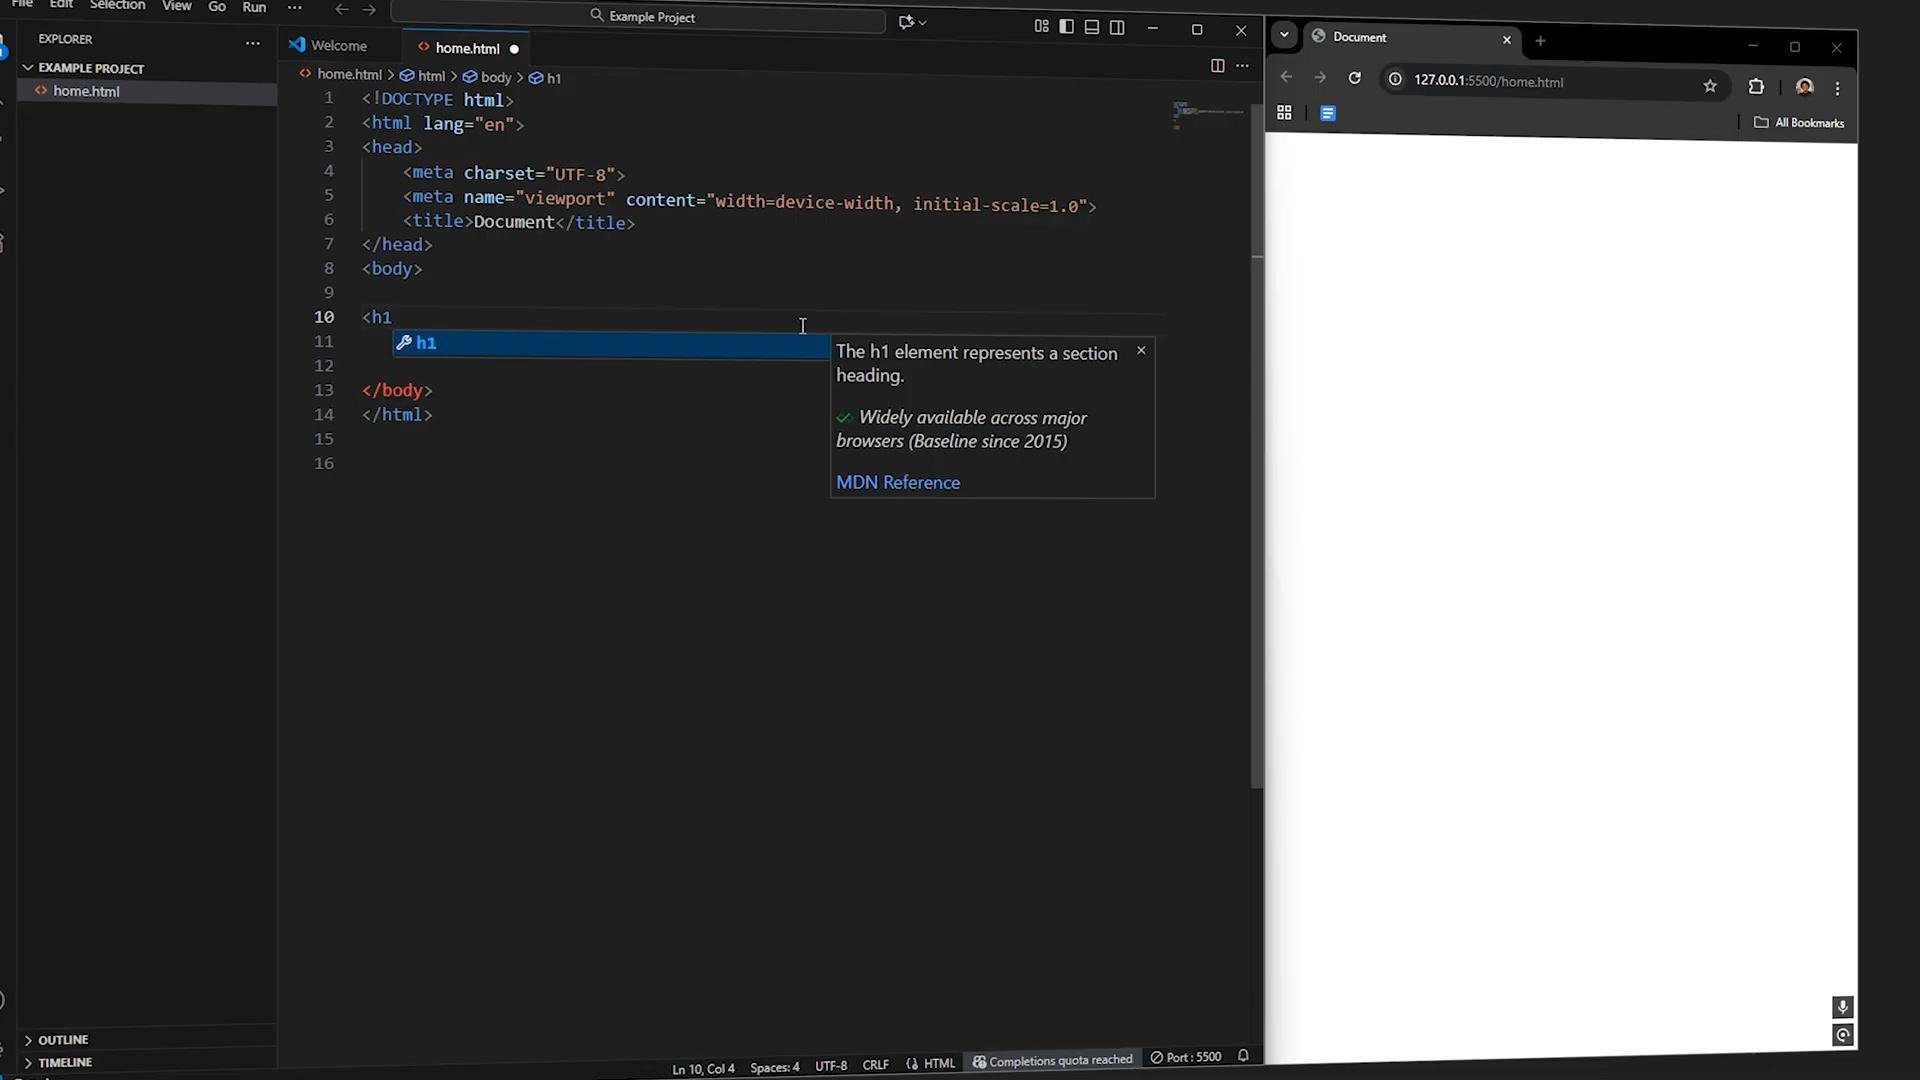 File Edit Selection View Go Run
Example Project
EXPLORER
EXAMPLE PROJECT
home.html
OUTLINE
TIMELINE
Welcome
home.html
home.html > html > body > h1
1 <!DOCTYPE html>
2 <html lang="en">
3 <head>
4 <meta charset="UTF-8">
5 <meta name="viewport" content="width=device-width, initial-scale=1.0">
6 <title>Document</title>
7 </head>
8 <body>
9
10 <h1
11
12
13 </body>
14 </html>
15
16
h1
The h1 element represents a section
heading.
Widely available across major
browsers (Baseline since 2015)
MDN Reference
Ln 10, Col 4 Spaces: 4 UTF-8 CRLF {} HTML Completions quota reached Port : 5500
Document
127.0.0.1:5500/home.html
All Bookmarks